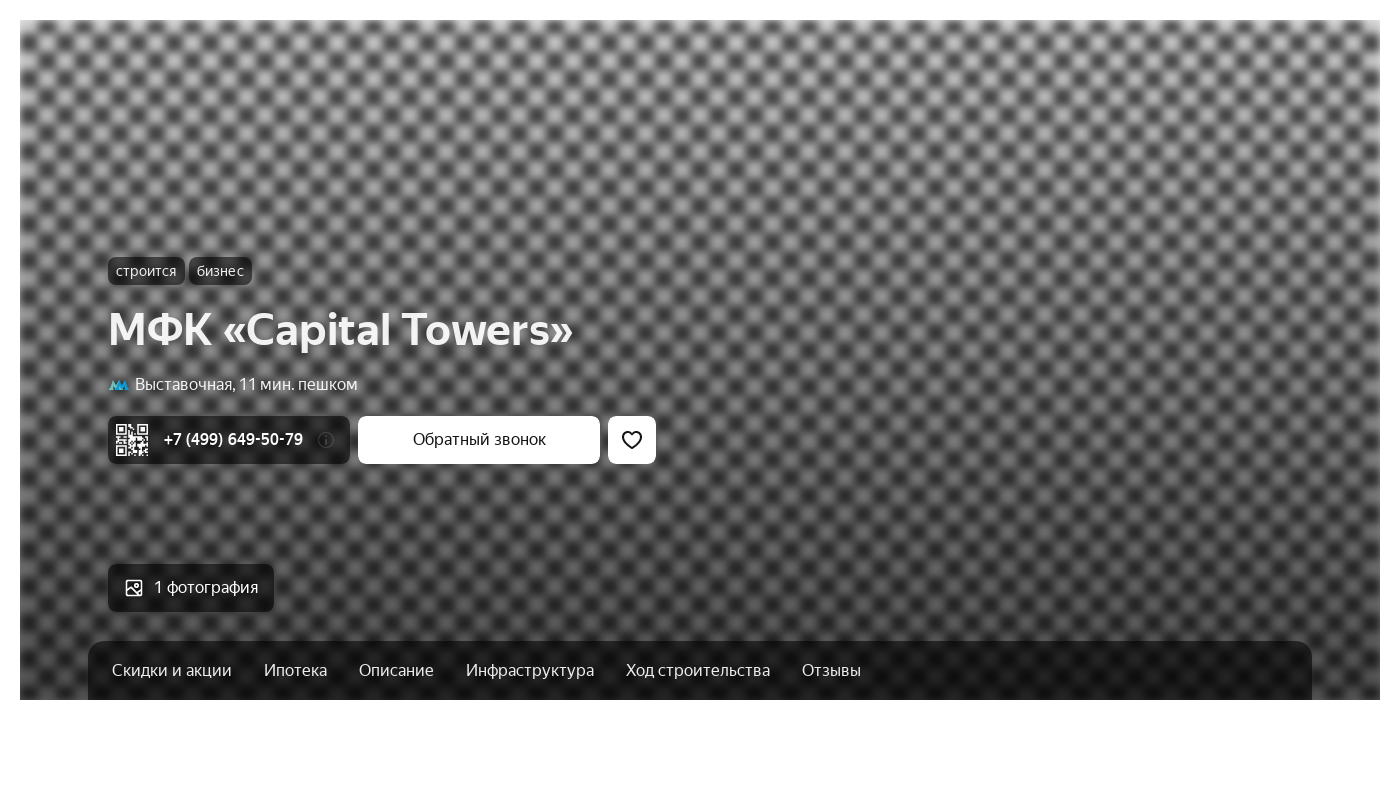 строится бизнес
МФК «Capital Towers»
Выставочная, 11 мин. пешком
+7 (499) 649-50-79 Обратный звонок
1 фотография
Скидки и акции Ипотека Описание Инфраструктура Ход строительства Отзывы